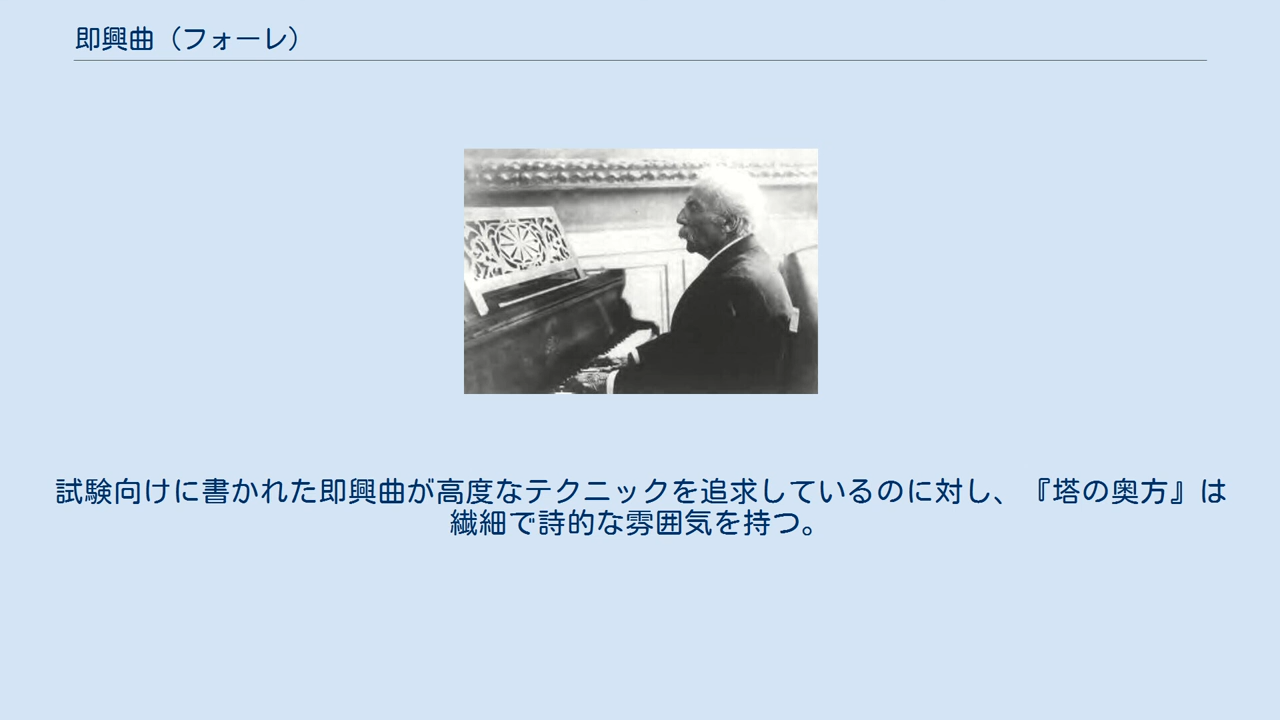 即興曲（フォーレ）
試験向けに書かれた即興曲が高度なテクニックを追求しているのに対し、『塔の奥方』は
繊細で詩的な雰囲気を持つ。